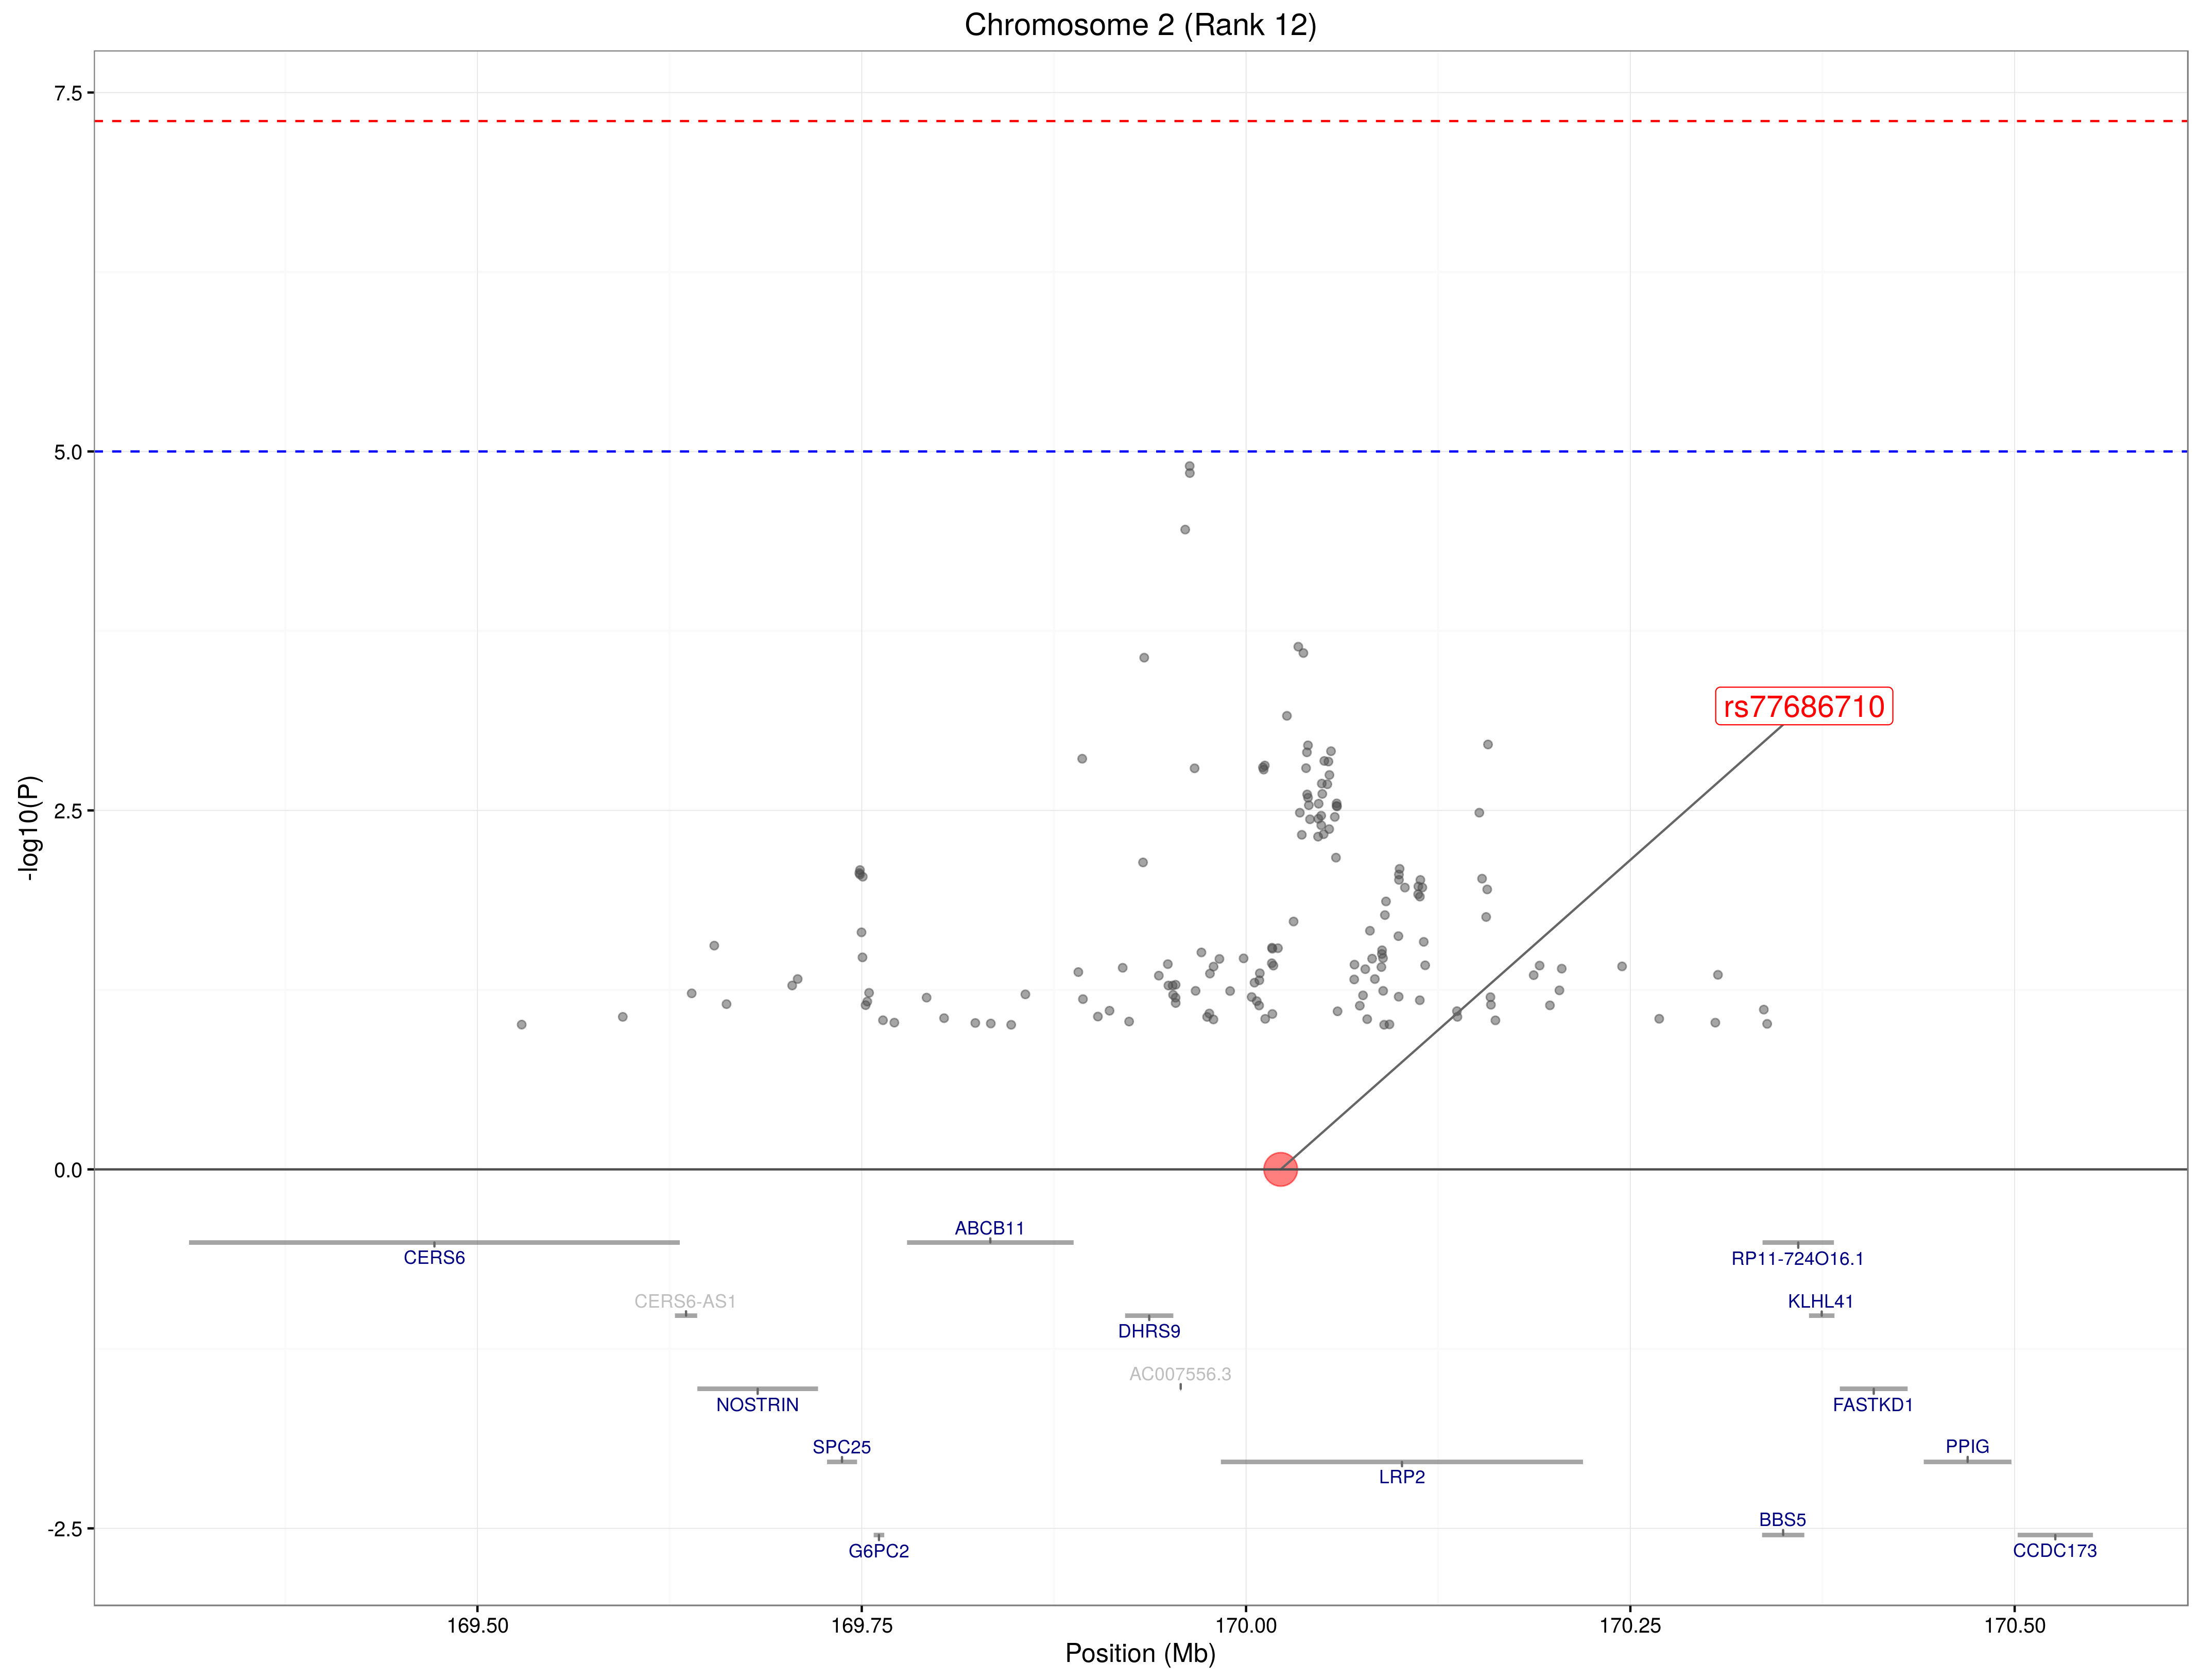 Chromosome 2 (Rank 12)
7.5
5.0
rs77686710
2.5
0.0
ABCB11
CERS6
RP11-724O16.1
CERS6-AS1
KLHL41
DHRS9
AC007556.3
NOSTRIN
FASTKD1
SPC25
PPIG
LRP2
BBS5
-2.5
G6PC2
CCDC173
169.50
169.75
170.00
170.25
170.50
Position (Mb)
-log10(P)